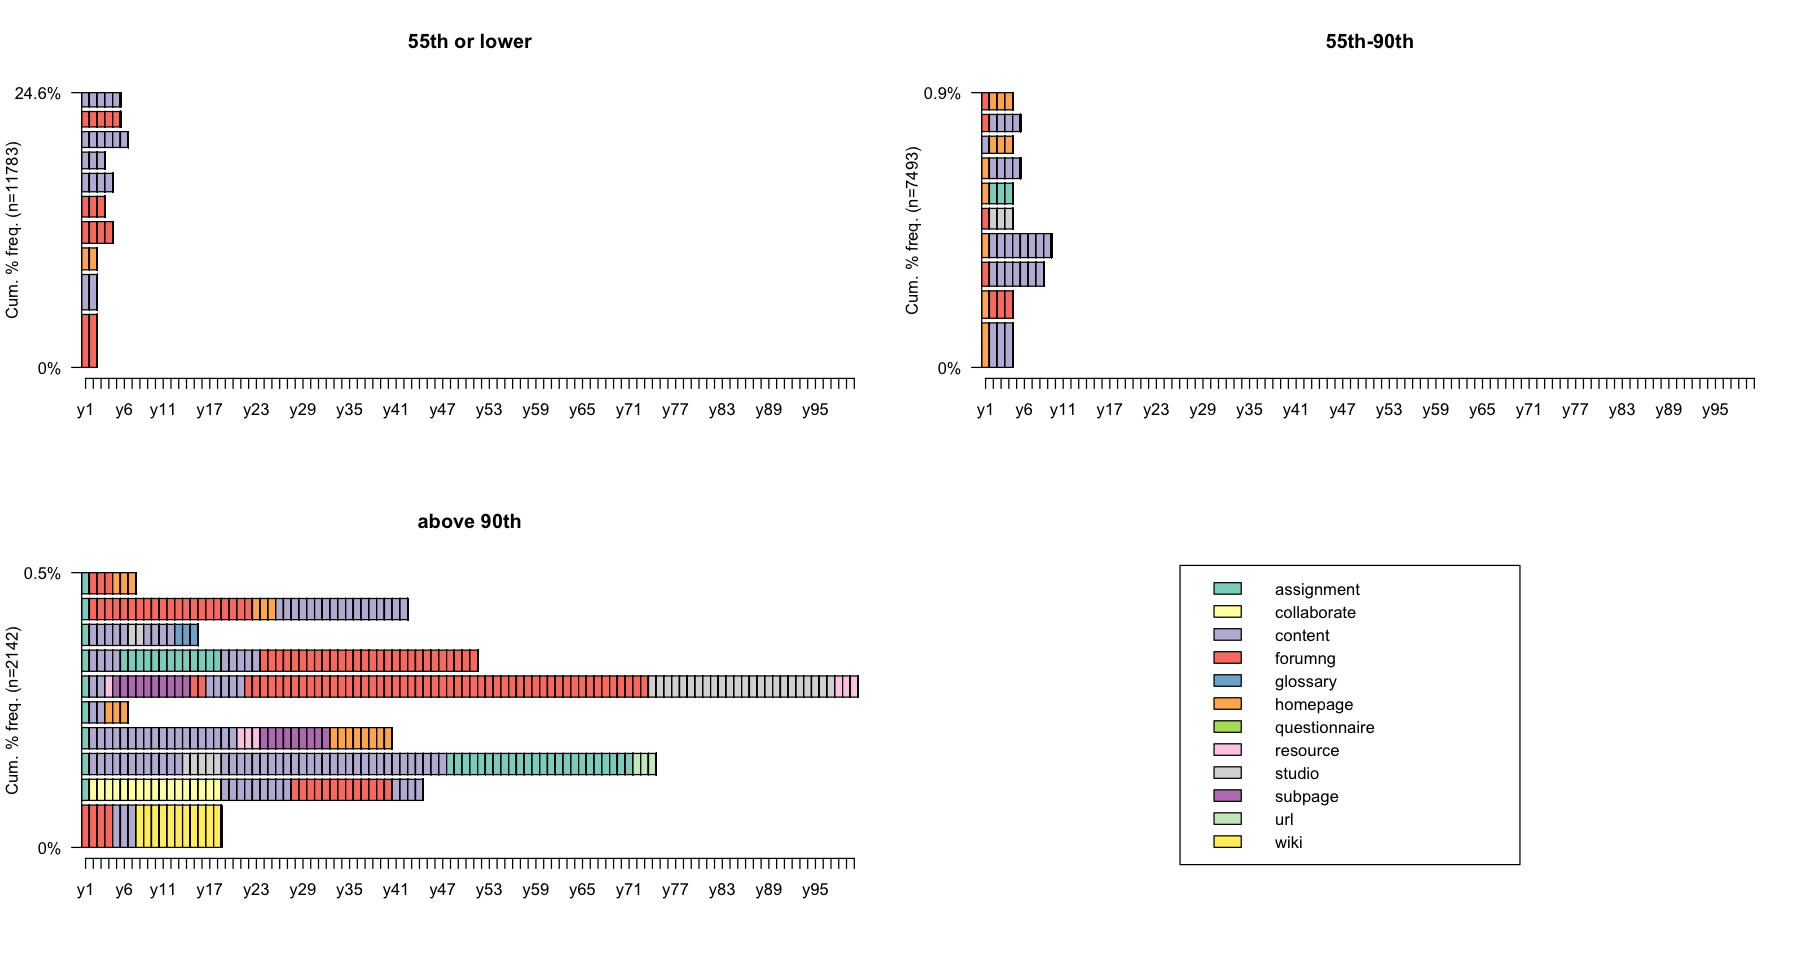 55th or lower
24.6%
Cum. % freq. (n=11783)
0%
y1 y6 y11 y17 y23 y29 y35 y41 y47 y53 y59 y65 y71 y77 y83 y89 y95
55th-90th
0.9%
Cum. % freq. (n=7493)
0%
y1 y6 y11 y17 y23 y29 y35 y41 y47 y53 y59 y65 y71 y77 y83 y89 y95
above 90th
0.5%
Cum. % freq. (n=2142)
0%
y1 y6 y11 y17 y23 y29 y35 y41 y47 y53 y59 y65 y71 y77 y83 y89 y95
assignment
collaborate
content
forumng
glossary
homepage
questionnaire
resource
studio
subpage
url
wiki